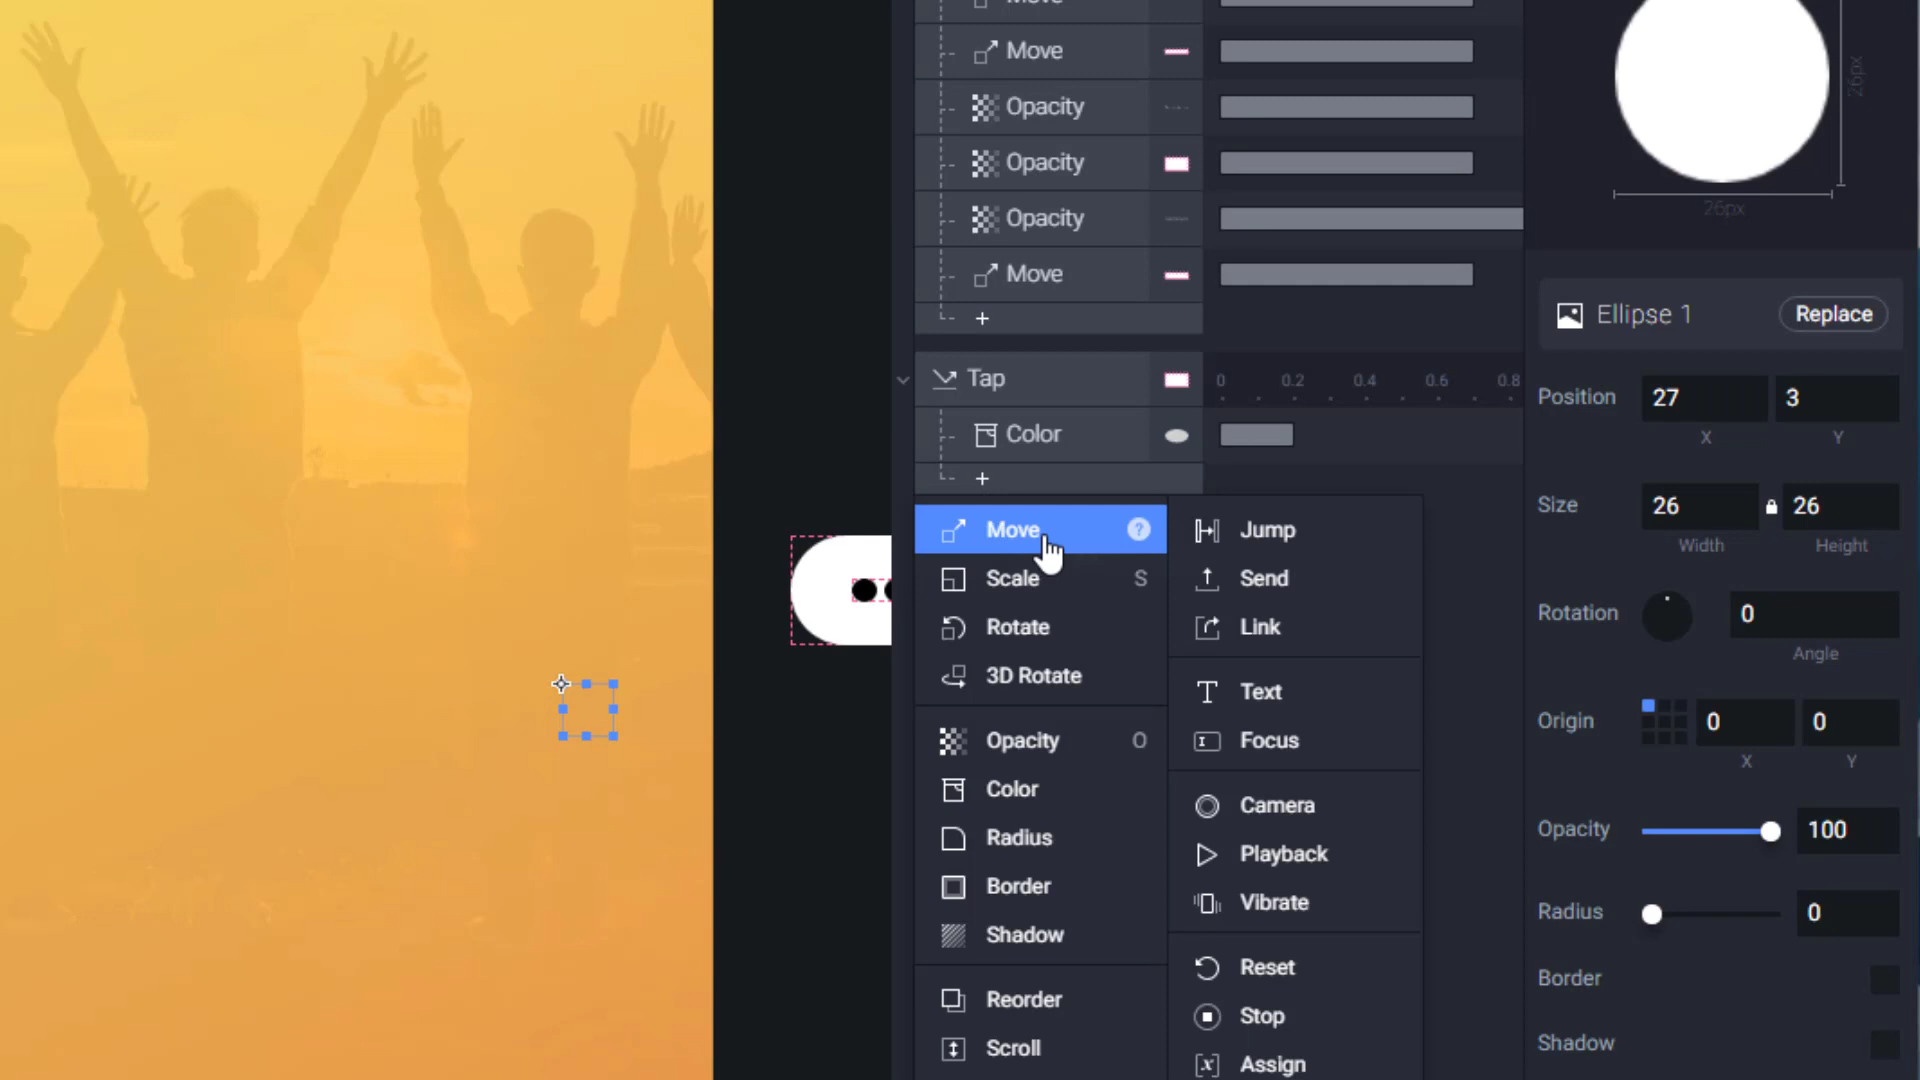 Move
Move
Opacity
Opacity
Opacity
Move
+
Tap
0 0.2 0.4 0.6 0.8
Color
+
Move ?
Scale S
Rotate
3D Rotate
Opacity O
Color
Radius
Border
Shadow
Reorder
Scroll
Jump
Send
Link
Text
Focus
Camera
Playback
Vibrate
Reset
Stop
Assign
26px
26px
Ellipse 1 Replace
Position 27 3
X Y
Size 26 26
Width Height
Rotation 0
Angle
Origin 0 0
X Y
Opacity 100
Radius 0
Border
Shadow